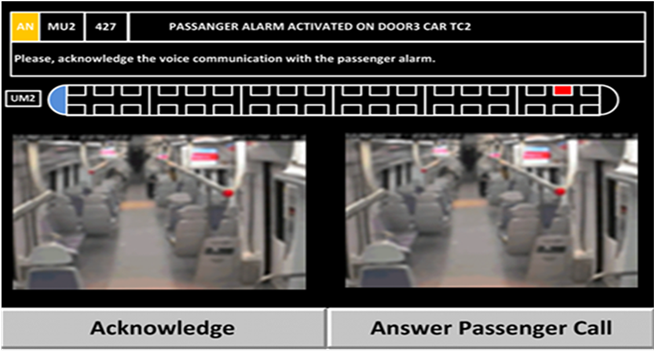 AN MU2 427 PASSANGER ALARM ACTIVATED ON DOOR3 CAR TC2
Please, acknowledge the voice communication with the passenger alarm.
UM2
Acknowledge Answer Passenger Call